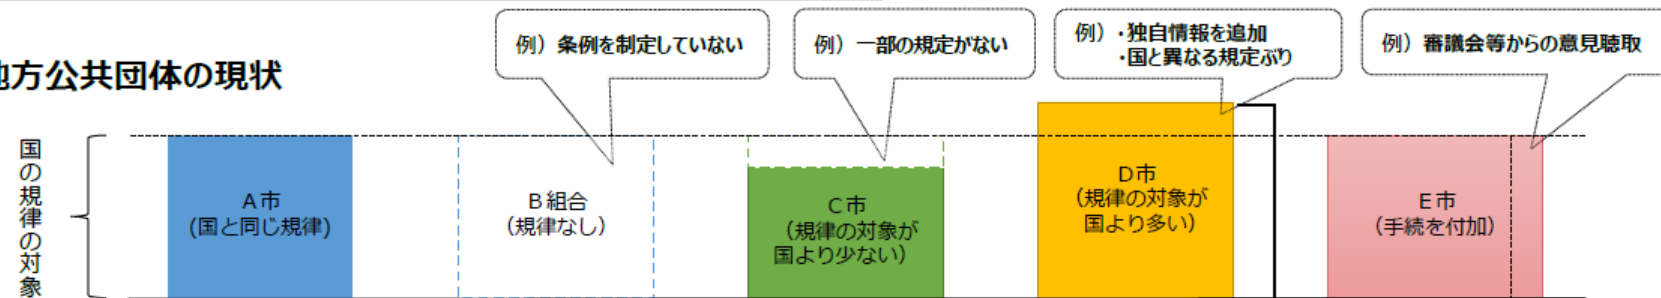 例）条例を制定していない
例）一部の規定がない
例）・独自情報を追加
・国と異なる規定ぶり
例）審議会等からの意見聴取
地方公共団体の現状
国の規律の対象
A市
(国と同じ規律)
B組合
（規律なし）
C市
（規律の対象が
国より少ない）
D市
（規律の対象が
国より多い）
E市
（手続を付加）